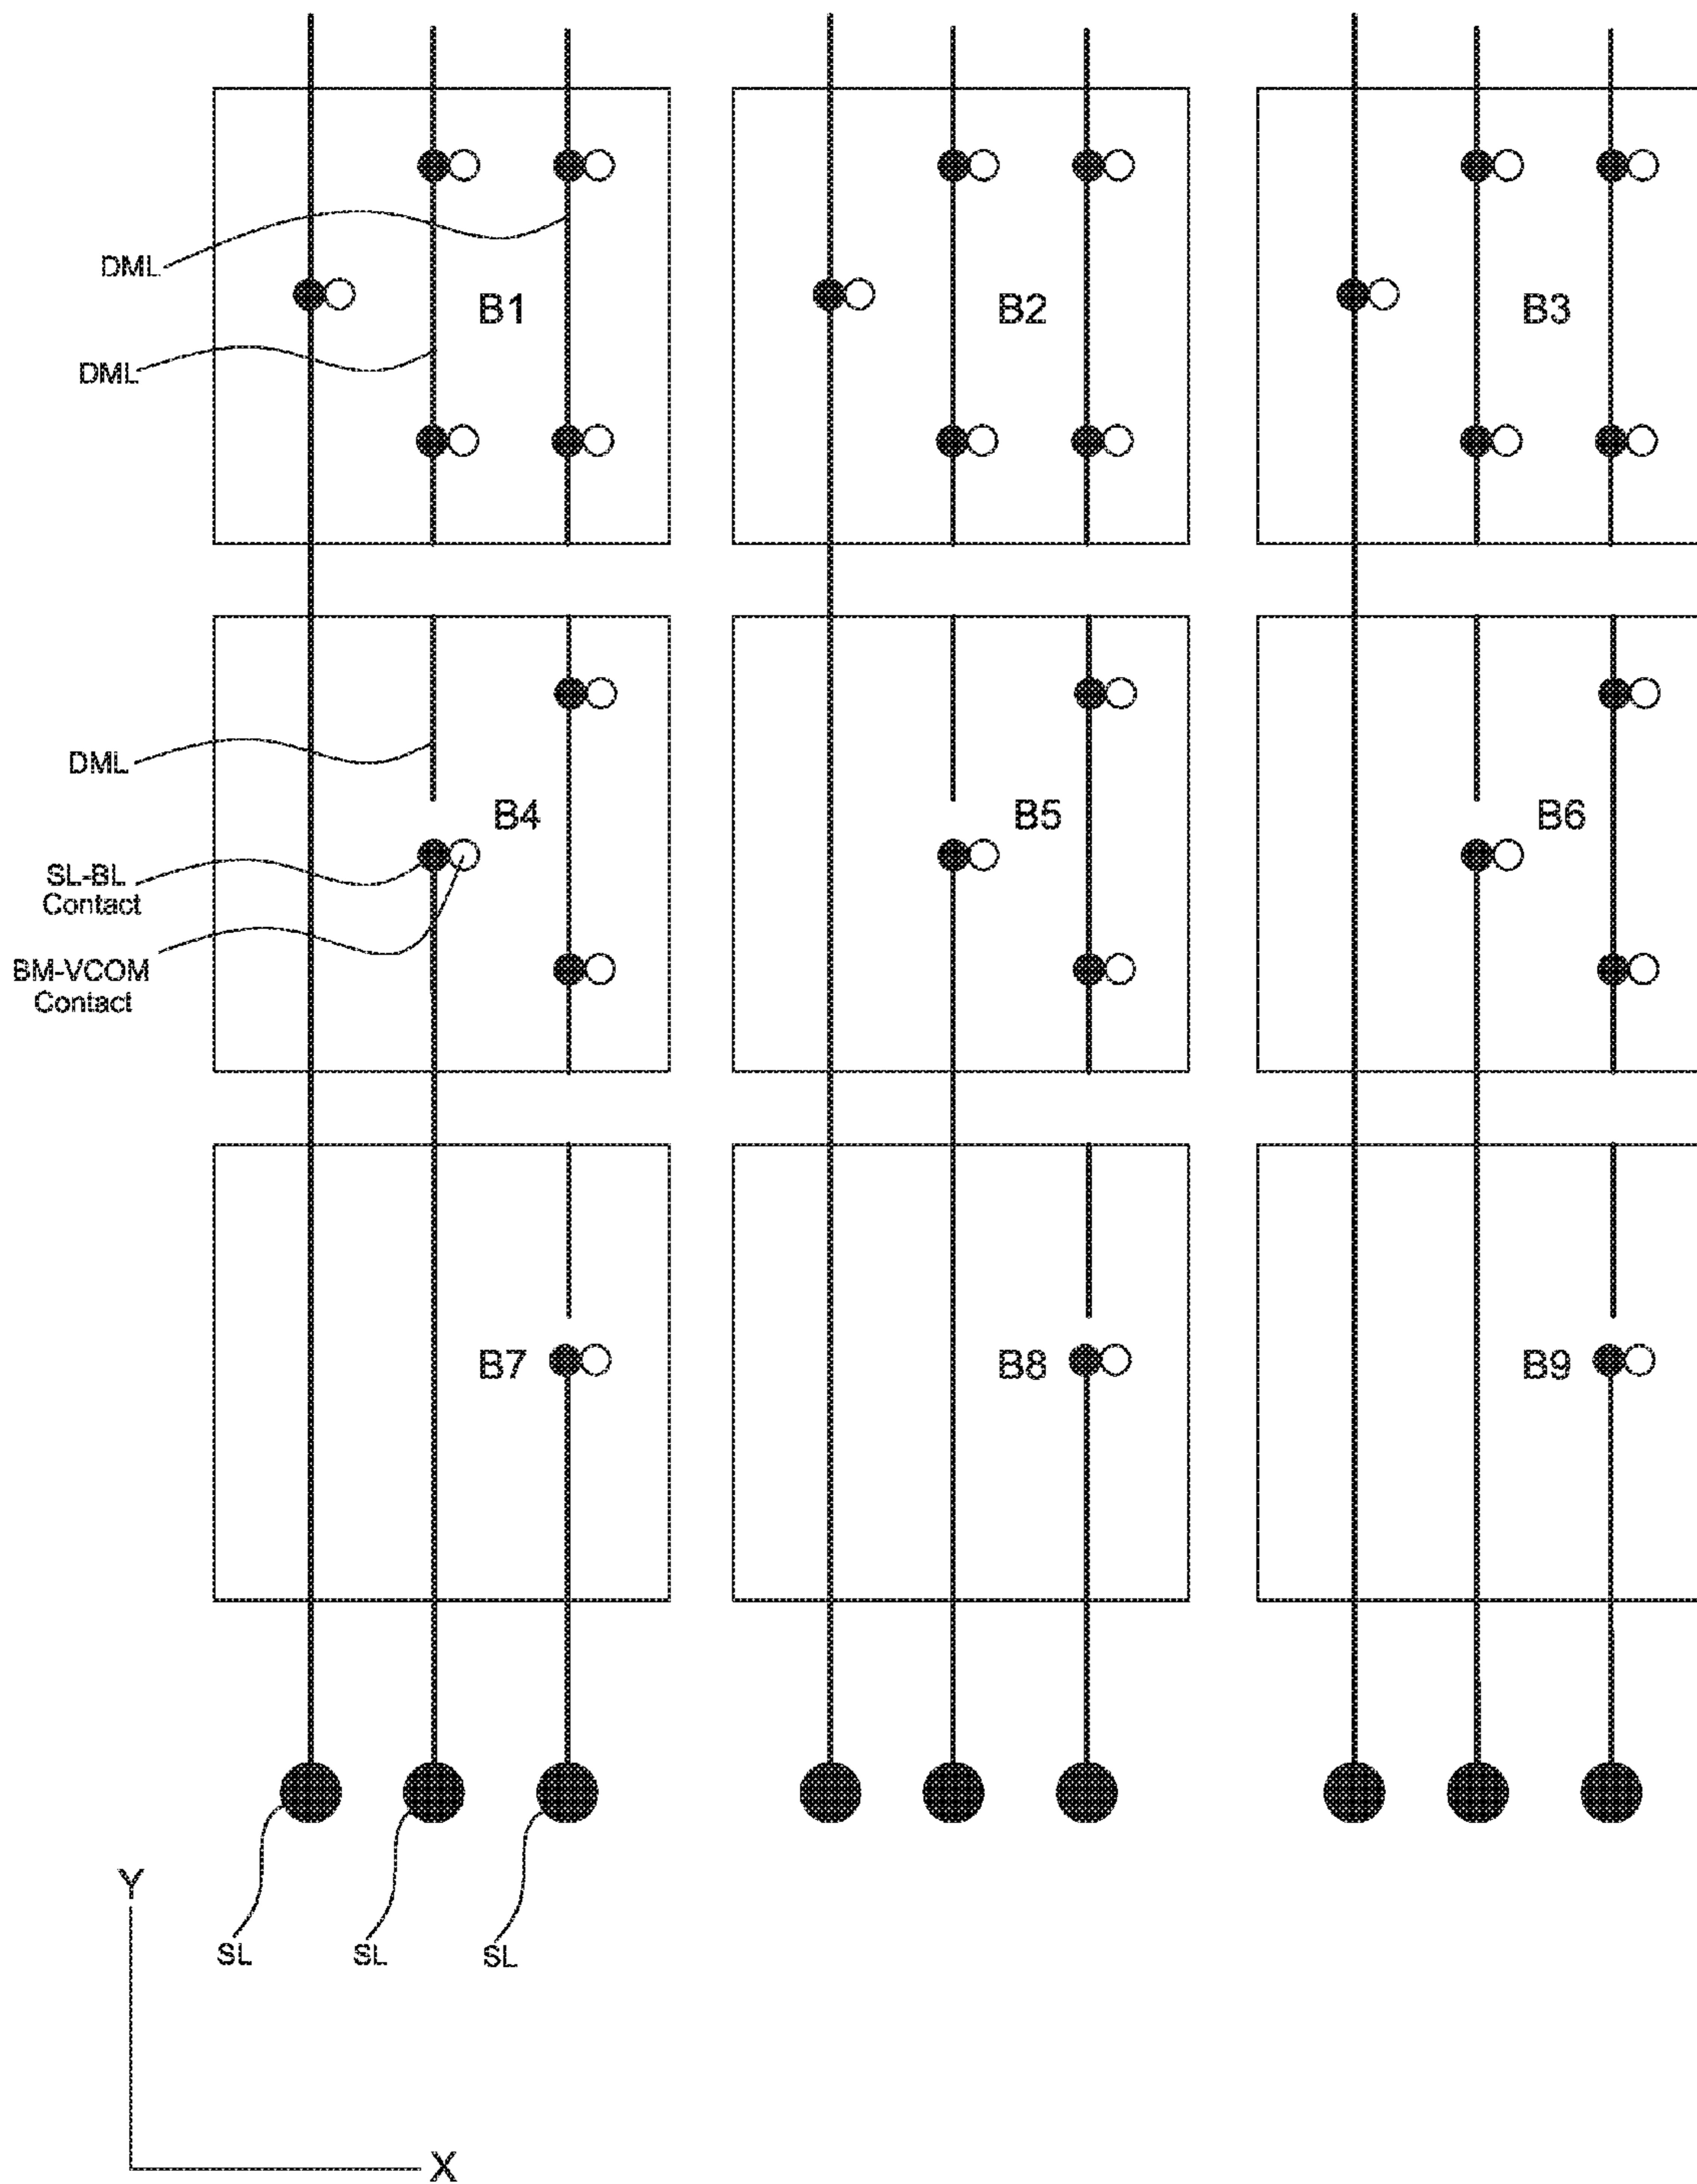 DML
B1
B2
B3
DML
DML
B4
B5
B6
SL-BL
Contact
BM-VCOM
Contact
B7
B8
B9
Y
SL
SL
SL
X